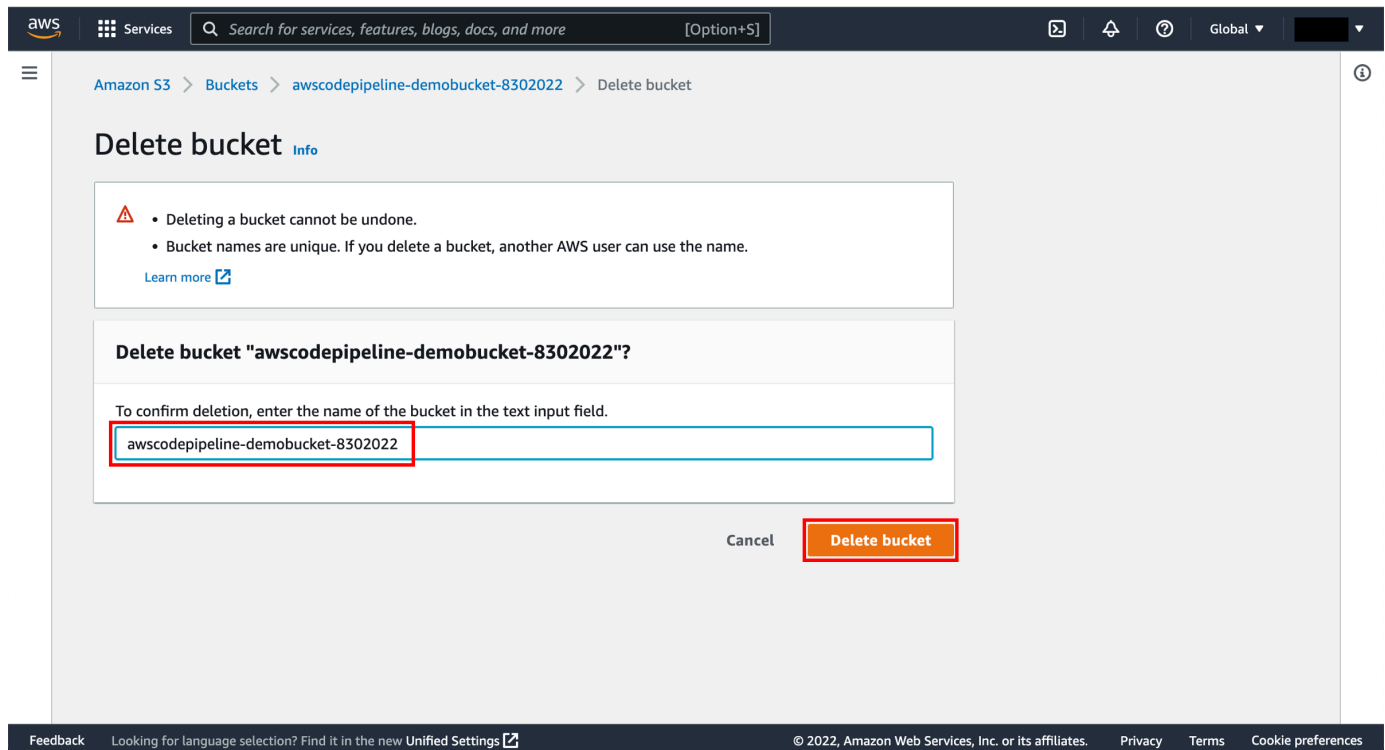 aws Services Search for services, features, blogs, docs, and more [Option+S] Global
Amazon S3 > Buckets > awscodepipeline-demobucket-8302022 > Delete bucket
Delete bucket Info
• Deleting a bucket cannot be undone.
• Bucket names are unique. If you delete a bucket, another AWS user can use the name.
Learn more
Delete bucket "awscodepipeline-demobucket-8302022"?
To confirm deletion, enter the name of the bucket in the text input field.
awscodepipeline-demobucket-8302022
Cancel Delete bucket
Feedback Looking for language selection? Find it in the new Unified Settings © 2022, Amazon Web Services, Inc. or its affiliates. Privacy Terms Cookie preferences